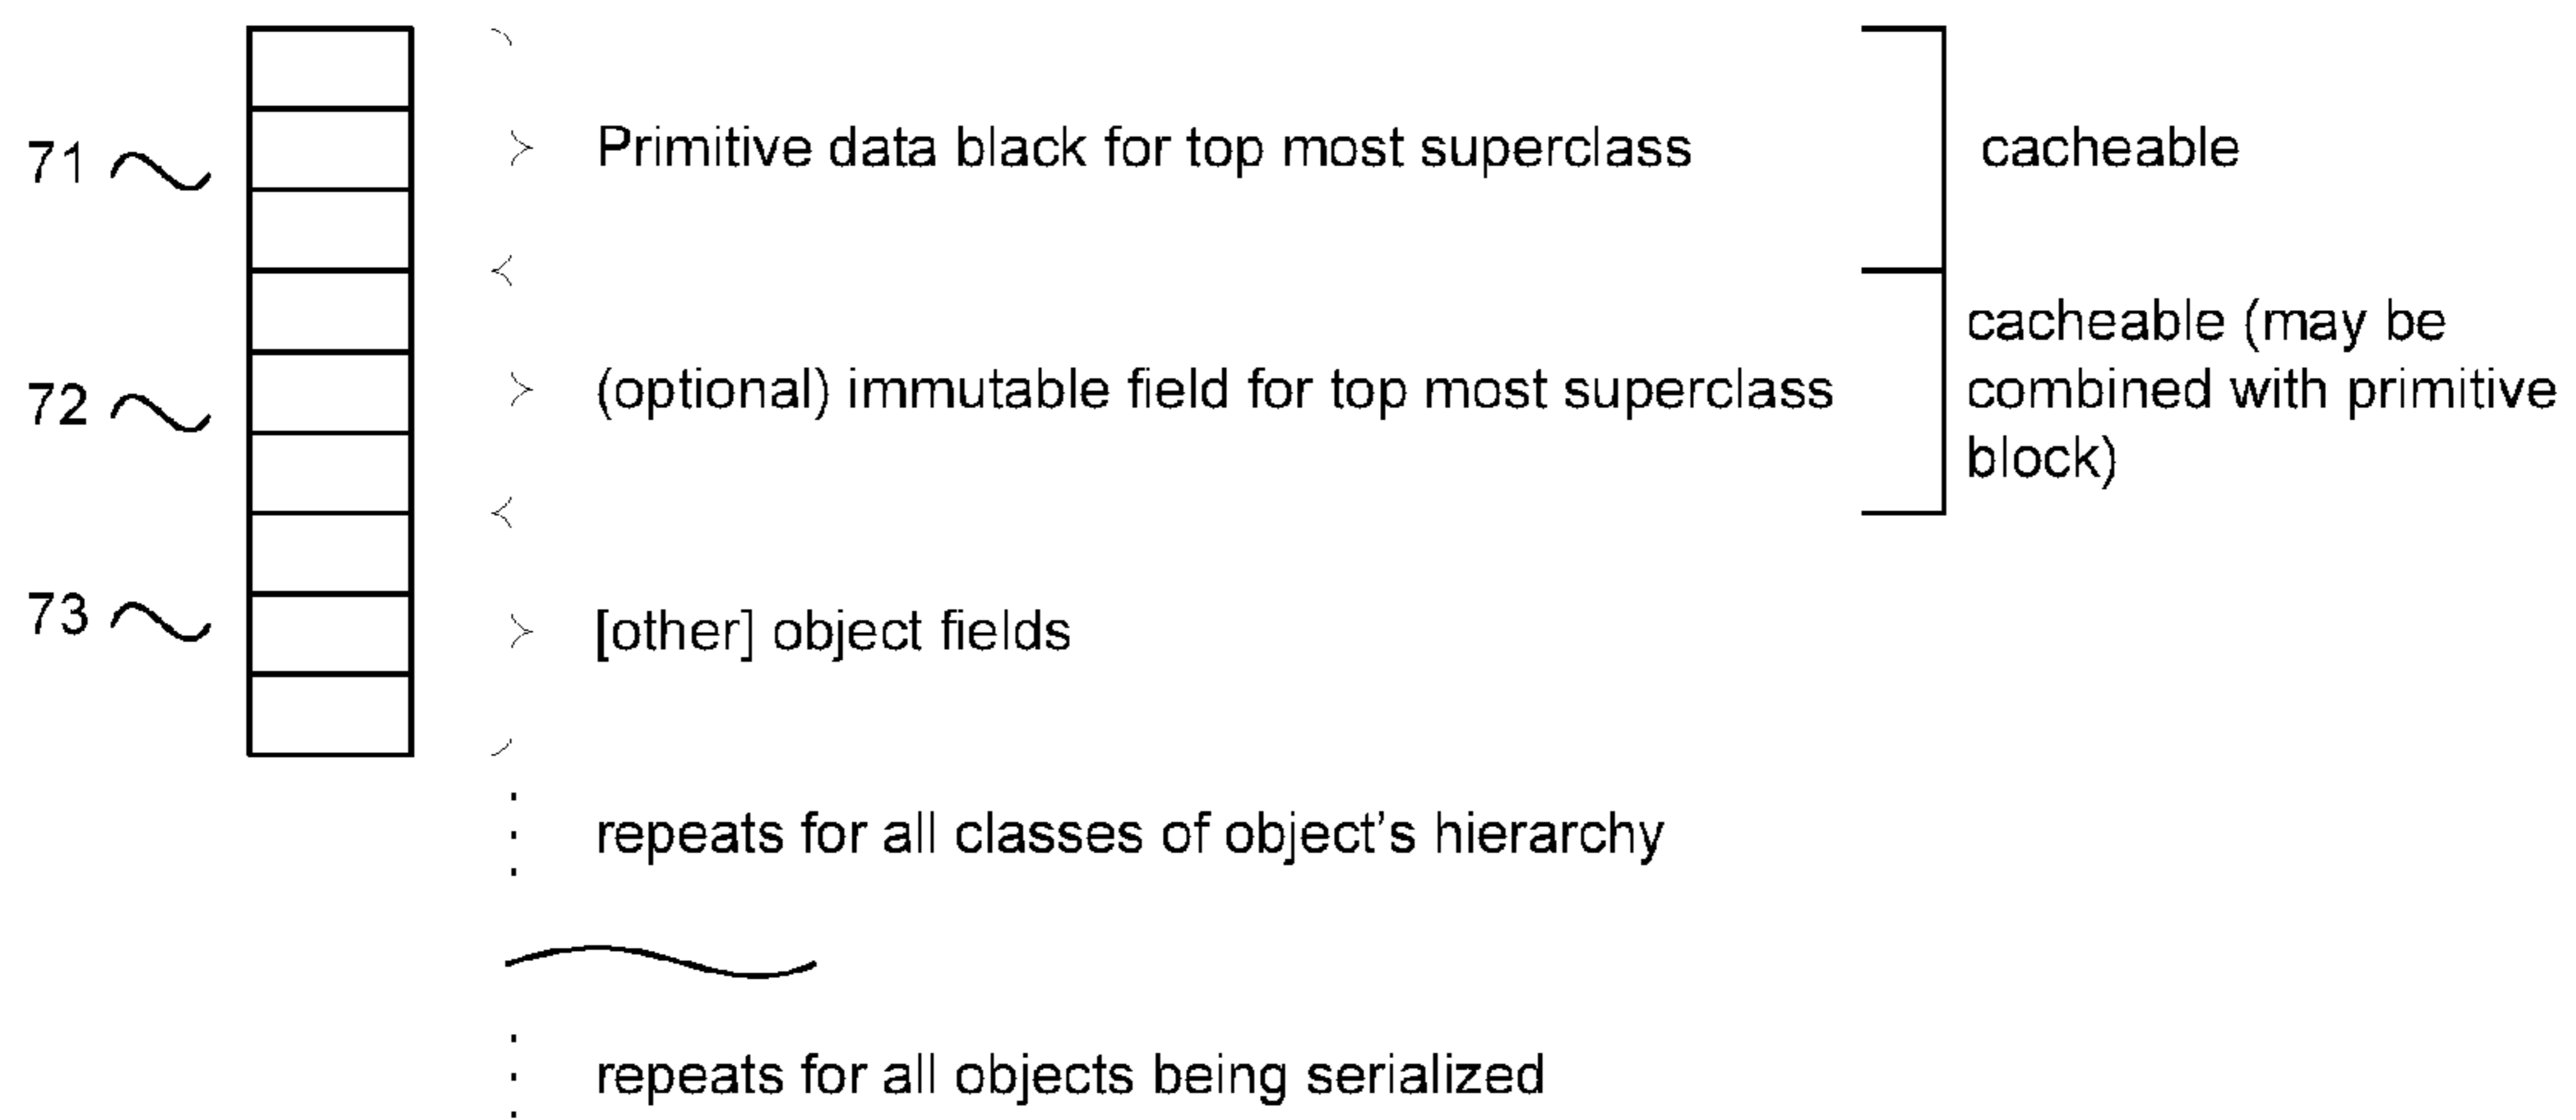 71
Primitive data black for top most superclass
cacheable
72
(optional) immutable field for top most superclass
cacheable (may be
combined with primitive
block)
73
[other] object fields
repeats for all classes of object's hierarchy
repeats for all objects being serialized